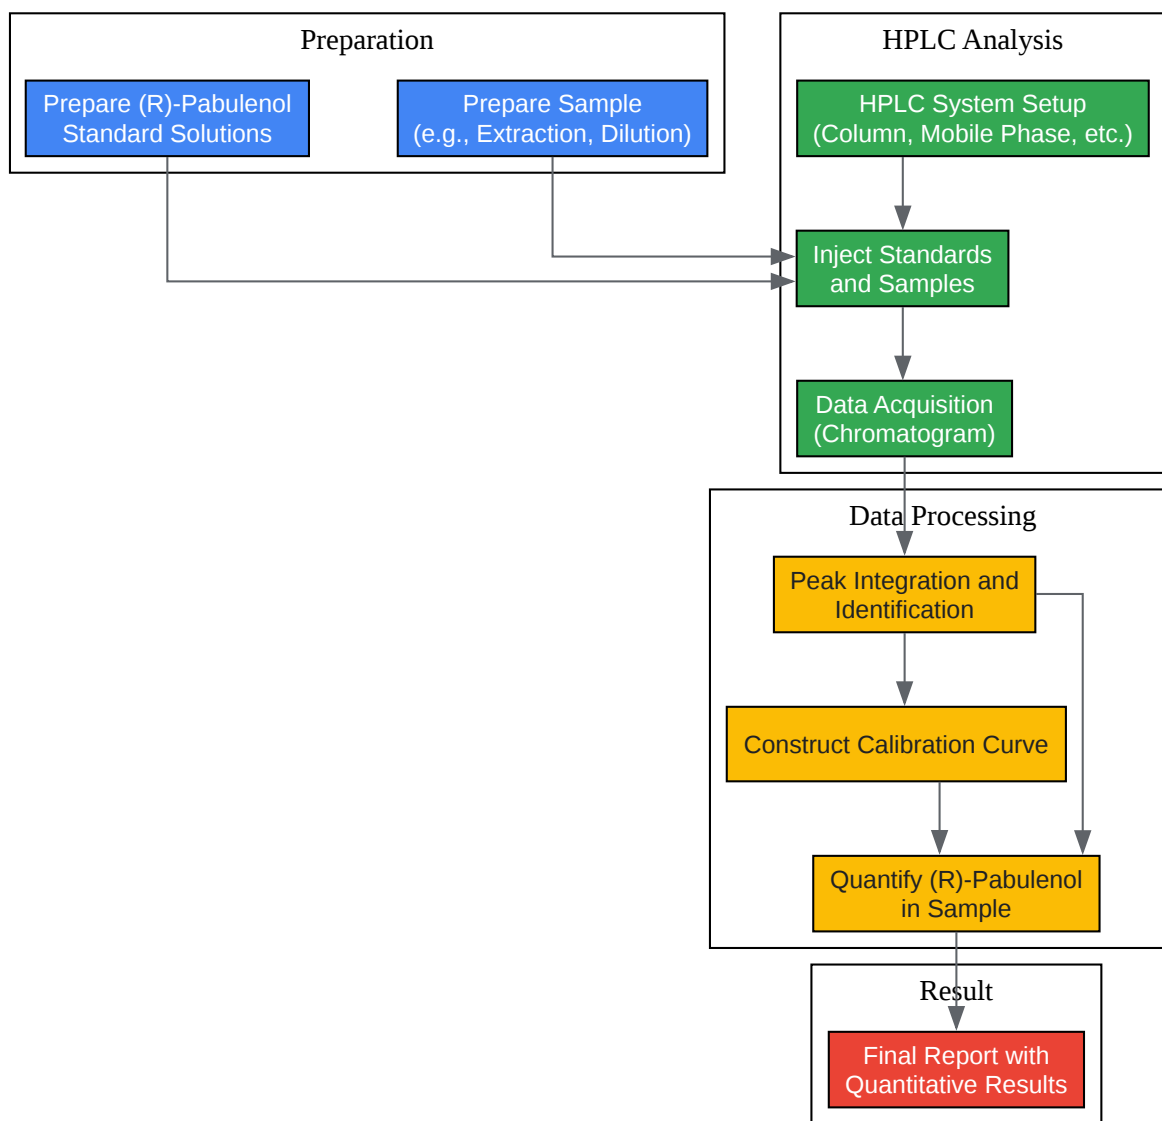 Preparation
Prepare (R)-Pabulenol
Standard Solutions
Prepare Sample
(e.g., Extraction, Dilution)
HPLC Analysis
HPLC System Setup
(Column, Mobile Phase, etc.)
Inject Standards
and Samples
Data Acquisition
(Chromatogram)
Data Processing
Peak Integration and
Identification
Construct Calibration Curve
Quantify (R)-Pabulenol
in Sample
Result
Final Report with
Quantitative Results